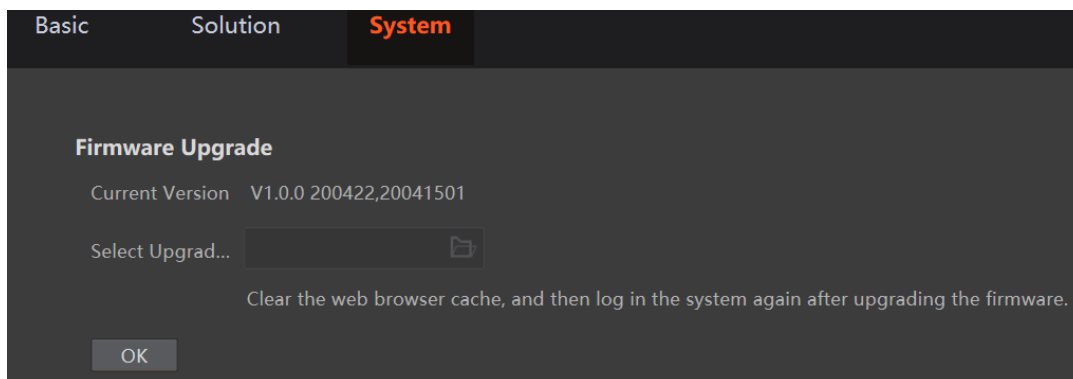 Basic Solution System
Firmware Upgrade
Current Version V1.0.0 200422,20041501
Select Upgrad...
Clear the web browser cache, and then log in the system again after upgrading the firmware.
OK